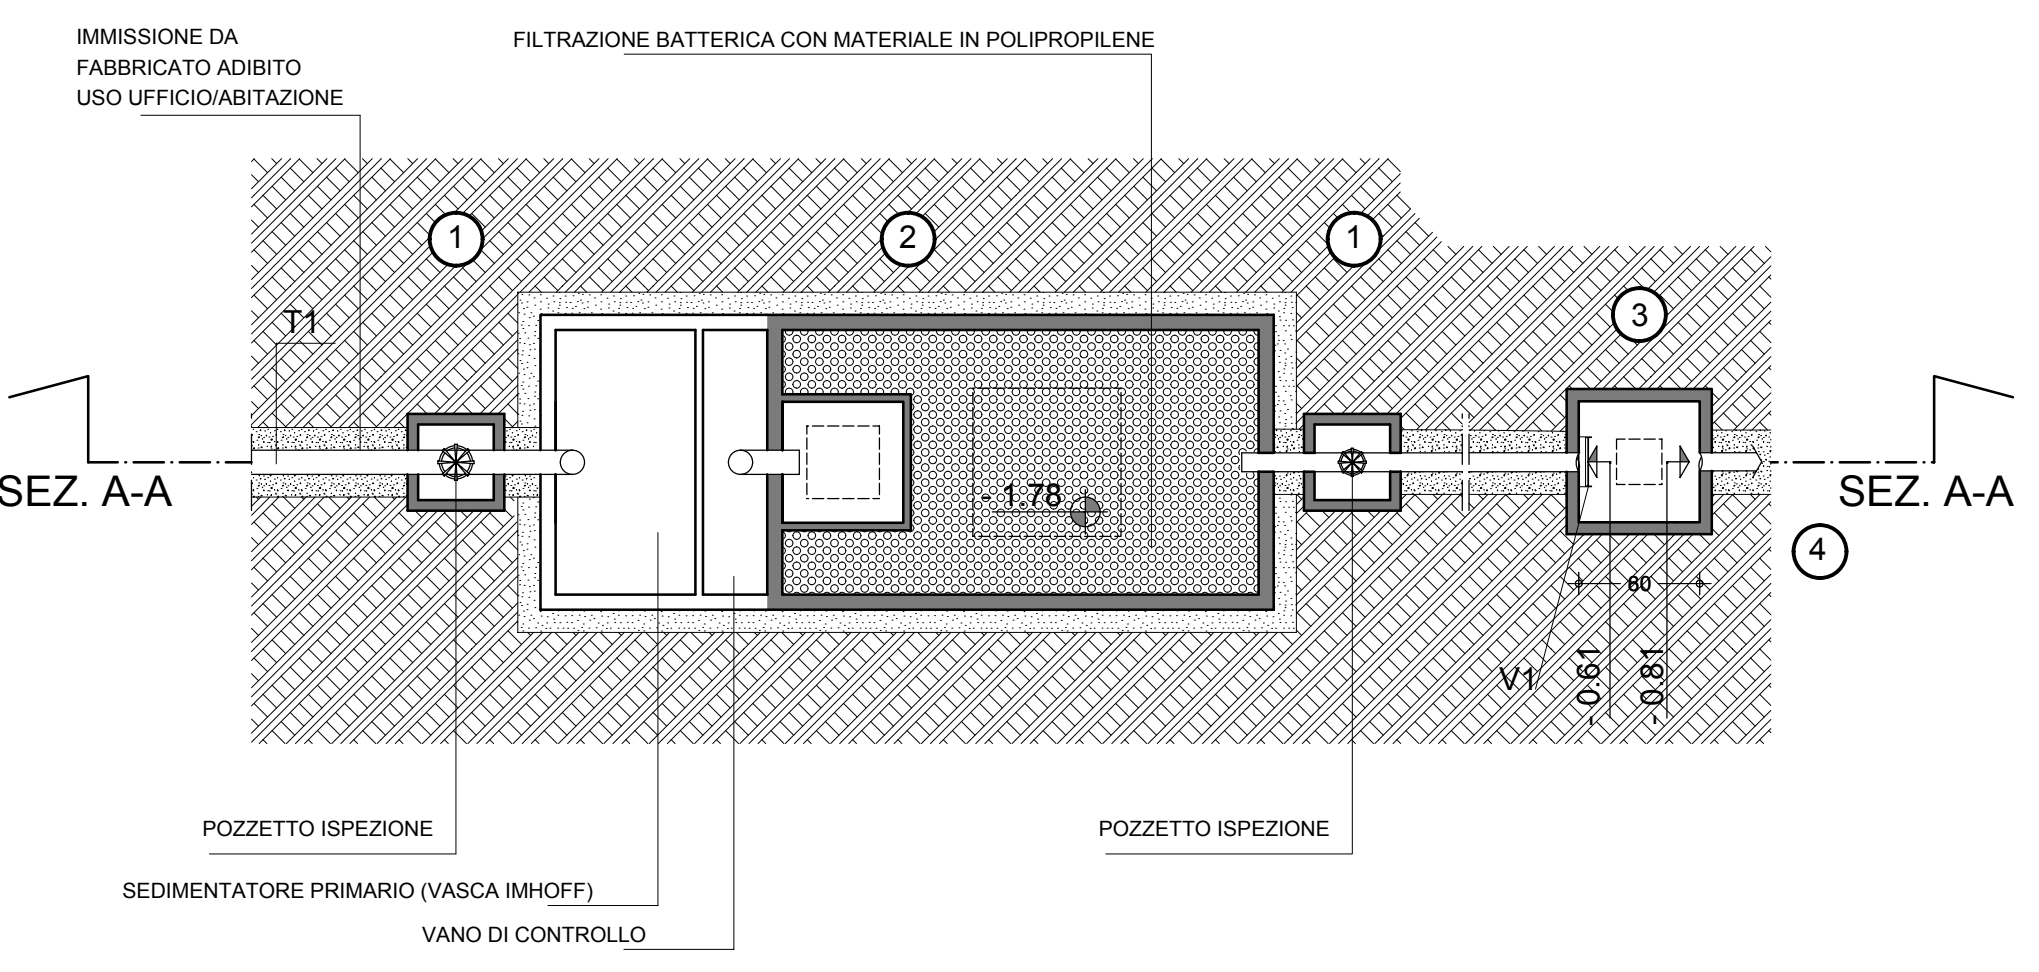 IMMISSIONE DA
FABBRICATO ADIBITO
USO UFFICIO/ABITAZIONE
FILTRAZIONE BATTERICA CON MATERIALE IN POLIPROPILENE
1
2
1
3
T1
SEZ. A-A
- 1.78
SEZ. A-A
4
60
V1
- 0.61
- 0.81
POZZETTO ISPEZIONE
POZZETTO ISPEZIONE
SEDIMENTATORE PRIMARIO (VASCA IMHOFF)
VANO DI CONTROLLO